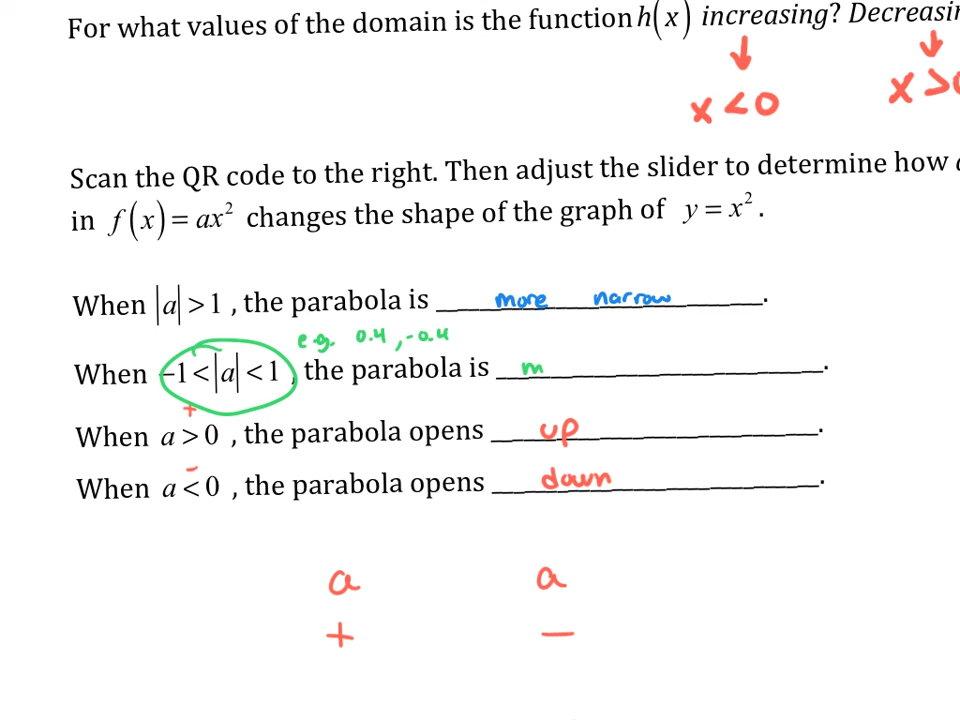 For what values of the domain is the function h(x) increasing? Decreasin
x < 0 x >
Scan the QR code to the right. Then adjust the slider to determine how
in f(x) = ax² changes the shape of the graph of y = x².
When |a| > 1, the parabola is more narrow.
e.g. 0.4, -0.4
When -1 < |a| < 1, the parabola is m.
+
When a > 0, the parabola opens up.
-
When a < 0, the parabola opens down.
a a
+ −